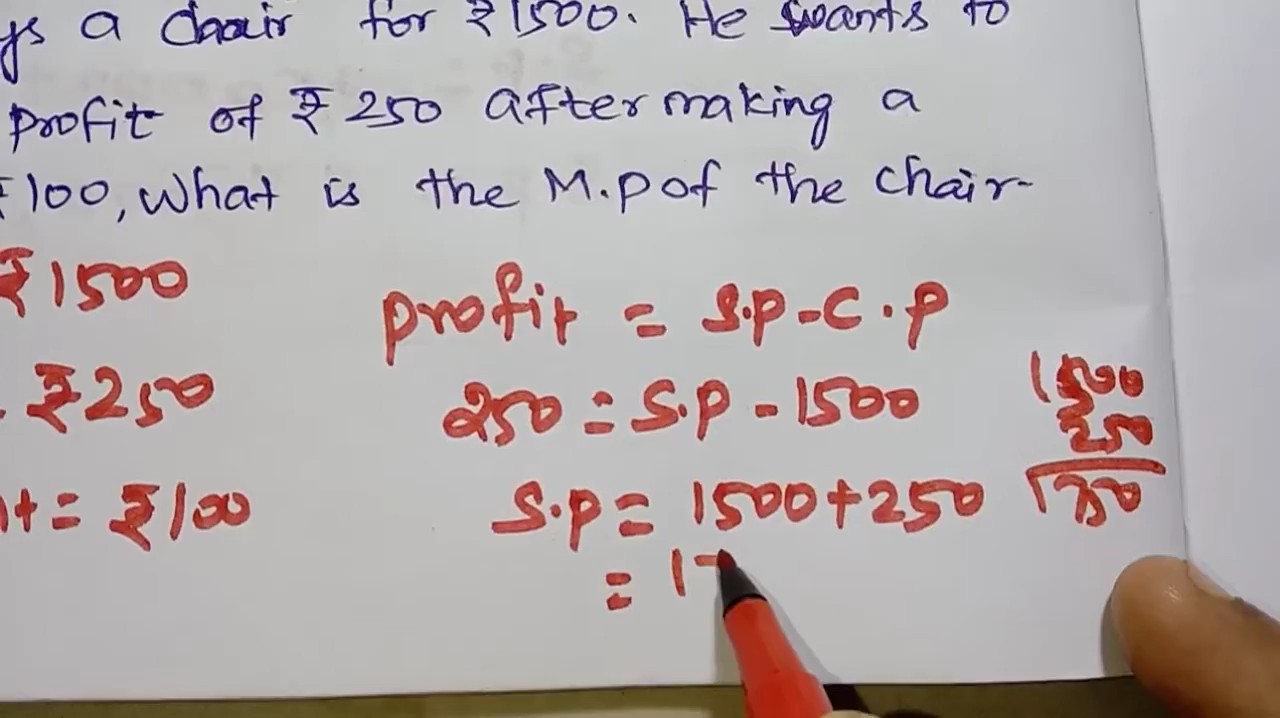 ys a chair for ₹1500. He wants to
profit of ₹250 after making a
₹100, what is the M.P of the chair-
₹1500
profit = S.P - C.P
₹250
250 = S.P - 1500
1500
250
1750
t = ₹100
S.P = 1500 + 250
= 17